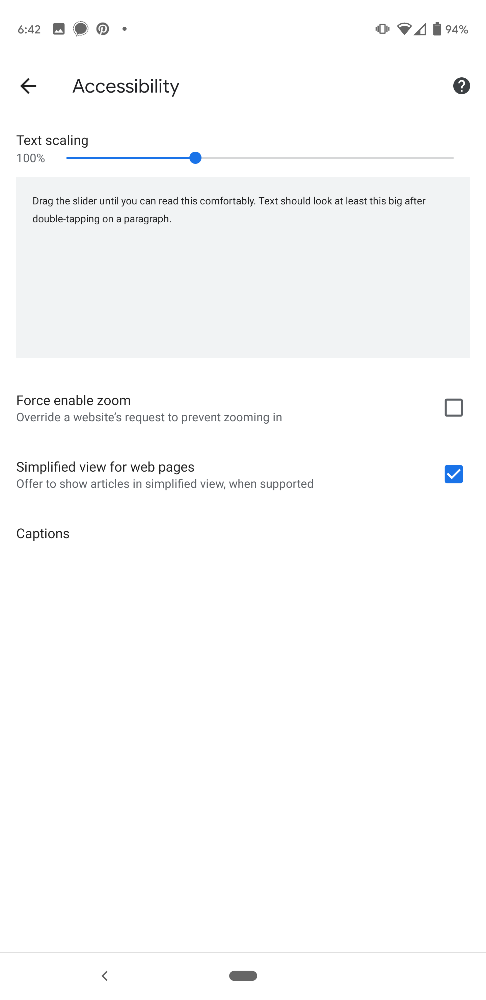 6:42
94%
Accessibility
Text scaling
100%
Drag the slider until you can read this comfortably. Text should look at least this big after
double-tapping on a paragraph.
Force enable zoom
Override a website’s request to prevent zooming in
Simplified view for web pages
Offer to show articles in simplified view, when supported
Captions